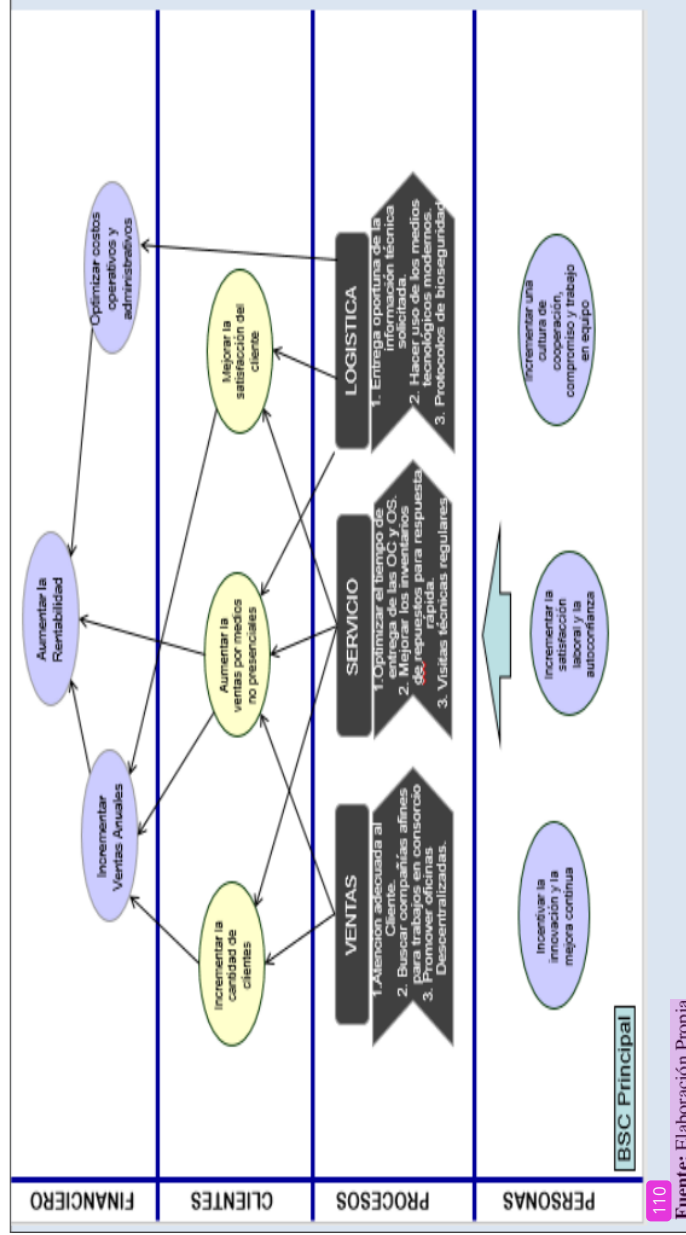 FINANCIERO
Aumentar la
Rentabilidad
Incrementar
Ventas Anuales
Optimizar costos
operativos y
administrativos
CLIENTES
Incrementar la
cantidad de
clientes
Aumentar la
ventas por medios
no presenciales
Mejorar la
satisfacción del
cliente
PROCESOS
VENTAS
1.Atención adecuada al
Cliente.
2. Buscar compañías afines
para trabajos en consorcio
3. Promover oficinas
Descentralizadas.
SERVICIO
1.Optimizar el tiempo de
entrega de las OC y OS.
2. Mejorar los inventarios
de repuestos para respuesta
rápida.
3. Visitas técnicas regulares
LOGISTICA
1. Entrega oportuna de la
información técnica
solicitada.
2. Hacer uso de los medios
tecnológicos modernos.
3. Protocolos de bioseguridad
PERSONAS
Incentivar la
innovación y la
mejora continua
Incrementar la
satisfacción
laboral y la
autoconfianza
Incrementar una
cultura de
cooperación,
compromiso y trabajo
en equipo
BSC Principal
110
Fuente: Elaboración Propia